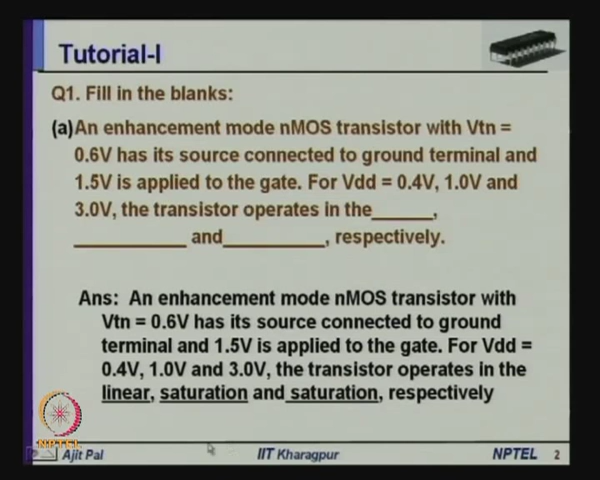 Tutorial-I
Q1. Fill in the blanks:
(a)An enhancement mode nMOS transistor with Vtn =
0.6V has its source connected to ground terminal and
1.5V is applied to the gate. For Vdd = 0.4V, 1.0V and
3.0V, the transistor operates in the______,
___________ and__________, respectively.
Ans: An enhancement mode nMOS transistor with
Vtn = 0.6V has its source connected to ground
terminal and 1.5V is applied to the gate. For Vdd =
0.4V, 1.0V and 3.0V, the transistor operates in the
linear, saturation and saturation, respectively
NPTEL
Ajit Pal IIT Kharagpur NPTEL 2